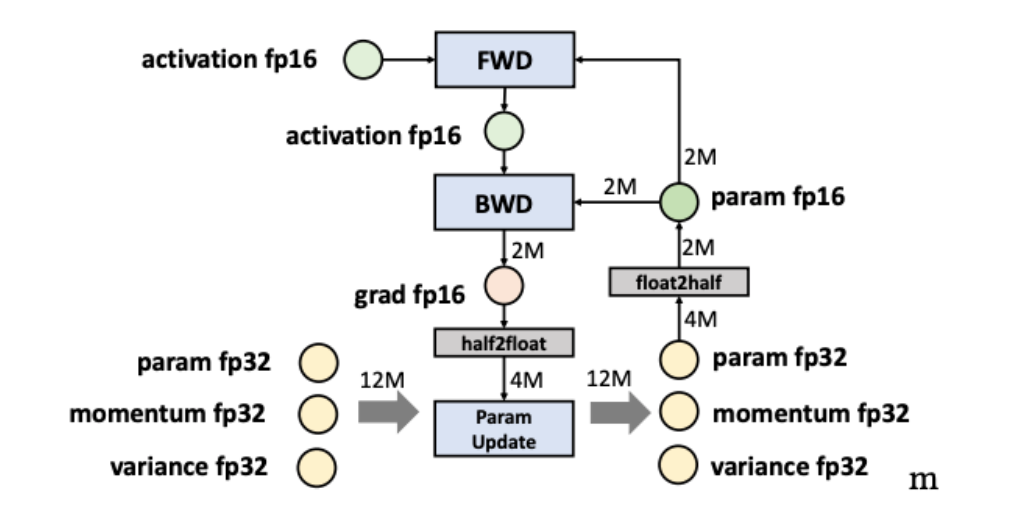 activation fp16
FWD
activation fp16
2M
2M
param fp16
BWD
2M
2M
float2half
grad fp16
4M
half2float
param fp32
param fp32
12M
4M
12M
momentum fp32
Param
Update
momentum fp32
variance fp32
variance fp32
m